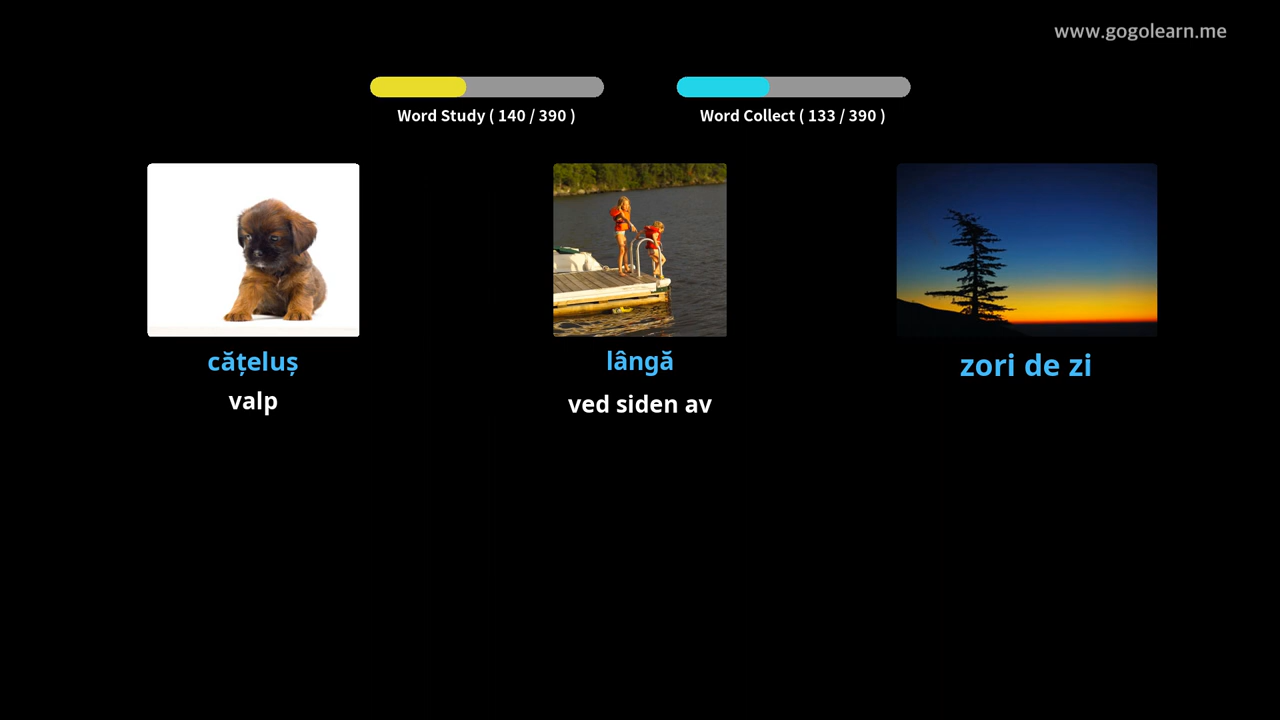 www.gogolearn.me
Word Study ( 140 / 390 )
Word Collect ( 133 / 390 )
cățeluș
valp
lângă
ved siden av
zori de zi